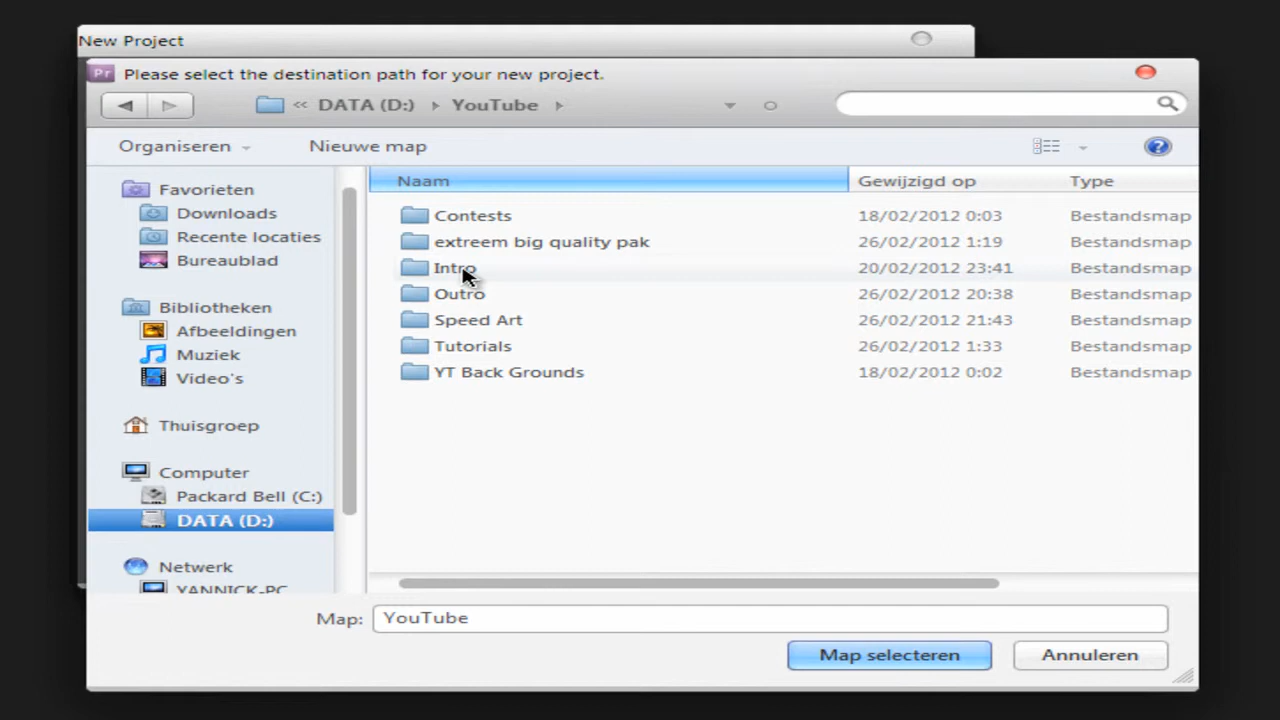 New Project
Pr Please select the destination path for your new project.
« DATA (D:) YouTube
Organiseren Nieuwe map
Naam Gewijzigd op Type
Favorieten
Downloads
Recente locaties
Bureaublad
Bibliotheken
Afbeeldingen
Muziek
Video's
Thuisgroep
Computer
Packard Bell (C:)
DATA (D:)
Netwerk
YANNICK-PC
Contests 18/02/2012 0:03 Bestandsmap
extreem big quality pak 26/02/2012 1:19 Bestandsmap
Intro 20/02/2012 23:41 Bestandsmap
Outro 26/02/2012 20:38 Bestandsmap
Speed Art 26/02/2012 21:43 Bestandsmap
Tutorials 26/02/2012 1:33 Bestandsmap
YT Back Grounds 18/02/2012 0:02 Bestandsmap
Map: YouTube
Map selecteren Annuleren